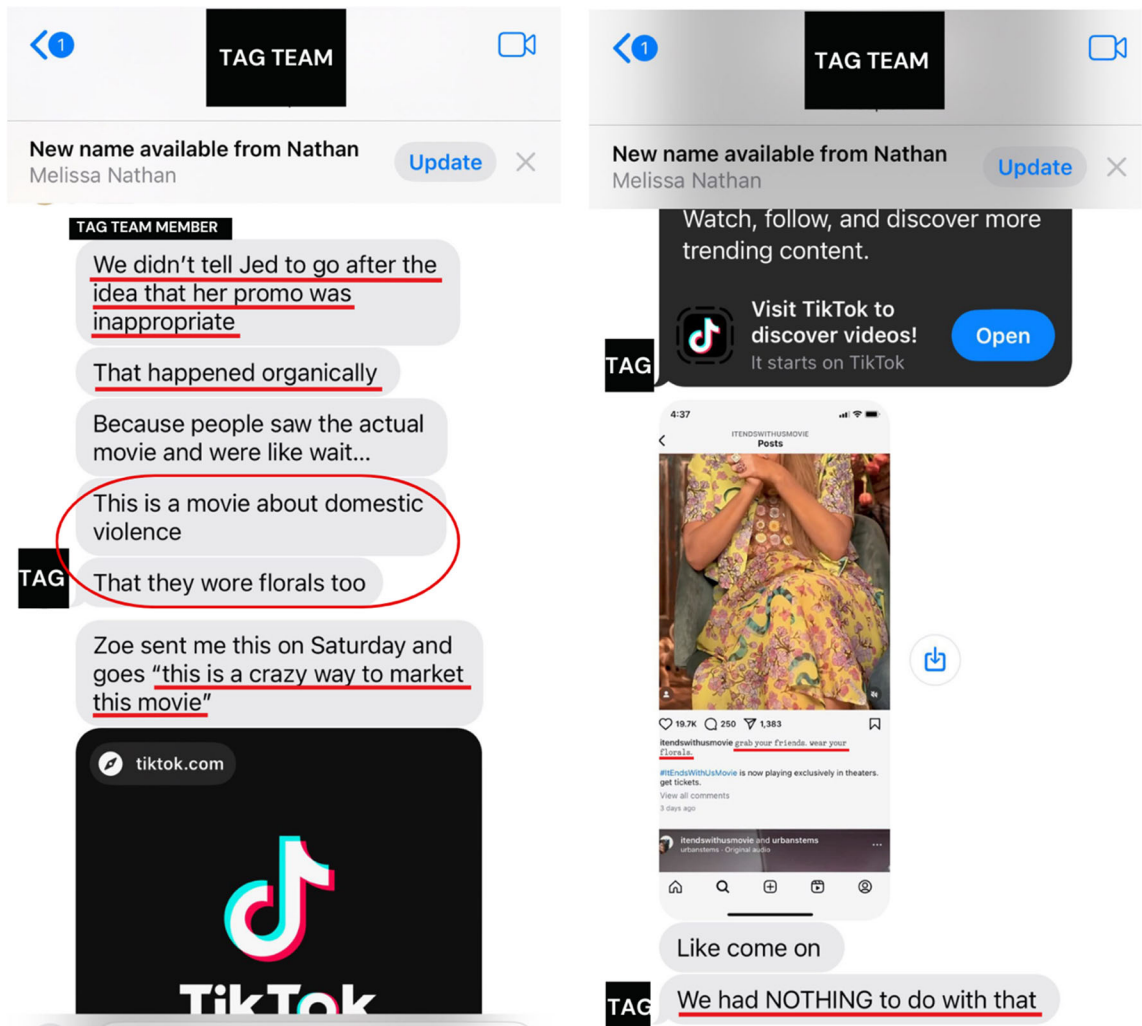 1
TAG TEAM
New name available from Nathan
Melissa Nathan
Update
TAG TEAM MEMBER
We didn't tell Jed to go after the
idea that her promo was
inappropriate
That happened organically
Because people saw the actual
movie and were like wait...
This is a movie about domestic
violence
TAG
That they wore florals too
Zoe sent me this on Saturday and
goes "this is a crazy way to market
this movie"
tiktok.com
TikTok
1
TAG TEAM
New name available from Nathan
Melissa Nathan
Update
Watch, follow, and discover more
trending content.
Visit TikTok to
discover videos!
It starts on TikTok
Open
TAG
4:37
ITENDSWITHUSMOVIE
Posts
19.7K 250 1,383
itendswithusmovie grab your friends. wear your
florals.
#ItEndsWithUsMovie is now playing exclusively in theaters.
get tickets.
View all comments
3 days ago
itendswithusmovie and urbanstems
urbanstems · Original audio
Like come on
TAG
We had NOTHING to do with that